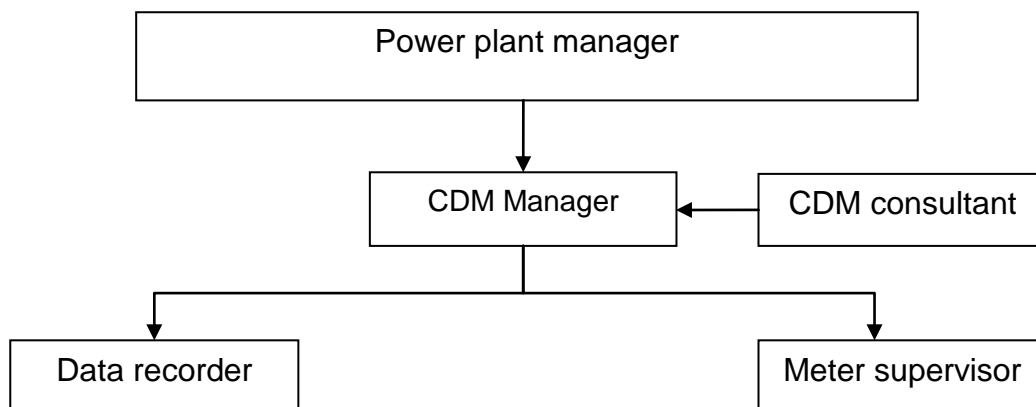 Power plant manager
CDM Manager
CDM consultant
Data recorder
Meter supervisor